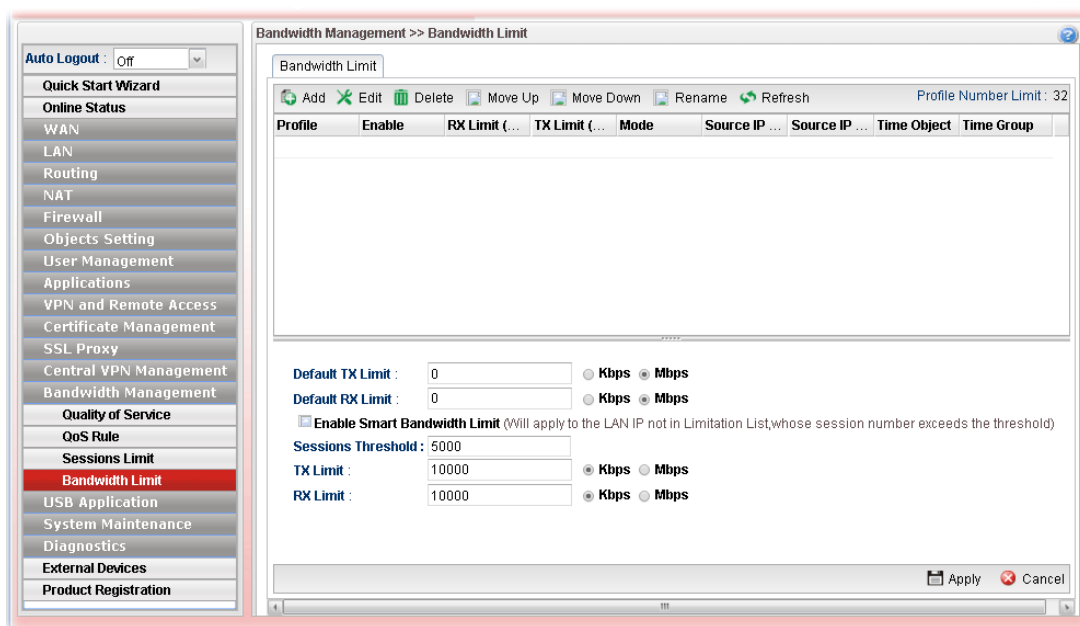 Bandwidth Management >> Bandwidth Limit
Auto Logout : Off
Quick Start Wizard
Online Status
WAN
LAN
Routing
NAT
Firewall
Objects Setting
User Management
Applications
VPN and Remote Access
Certificate Management
SSL Proxy
Central VPN Management
Bandwidth Management
Quality of Service
QoS Rule
Sessions Limit
Bandwidth Limit
USB Application
System Maintenance
Diagnostics
External Devices
Product Registration
Bandwidth Limit
Add Edit Delete Move Up Move Down Rename Refresh Profile Number Limit : 32
Profile Enable RX Limit (... TX Limit (... Mode Source IP ... Source IP ... Time Object Time Group
Default TX Limit : 0 Kbps Mbps
Default RX Limit : 0 Kbps Mbps
Enable Smart Bandwidth Limit (Will apply to the LAN IP not in Limitation List,whose session number exceeds the threshold)
Sessions Threshold : 5000
TX Limit : 10000 Kbps Mbps
RX Limit : 10000 Kbps Mbps
Apply Cancel